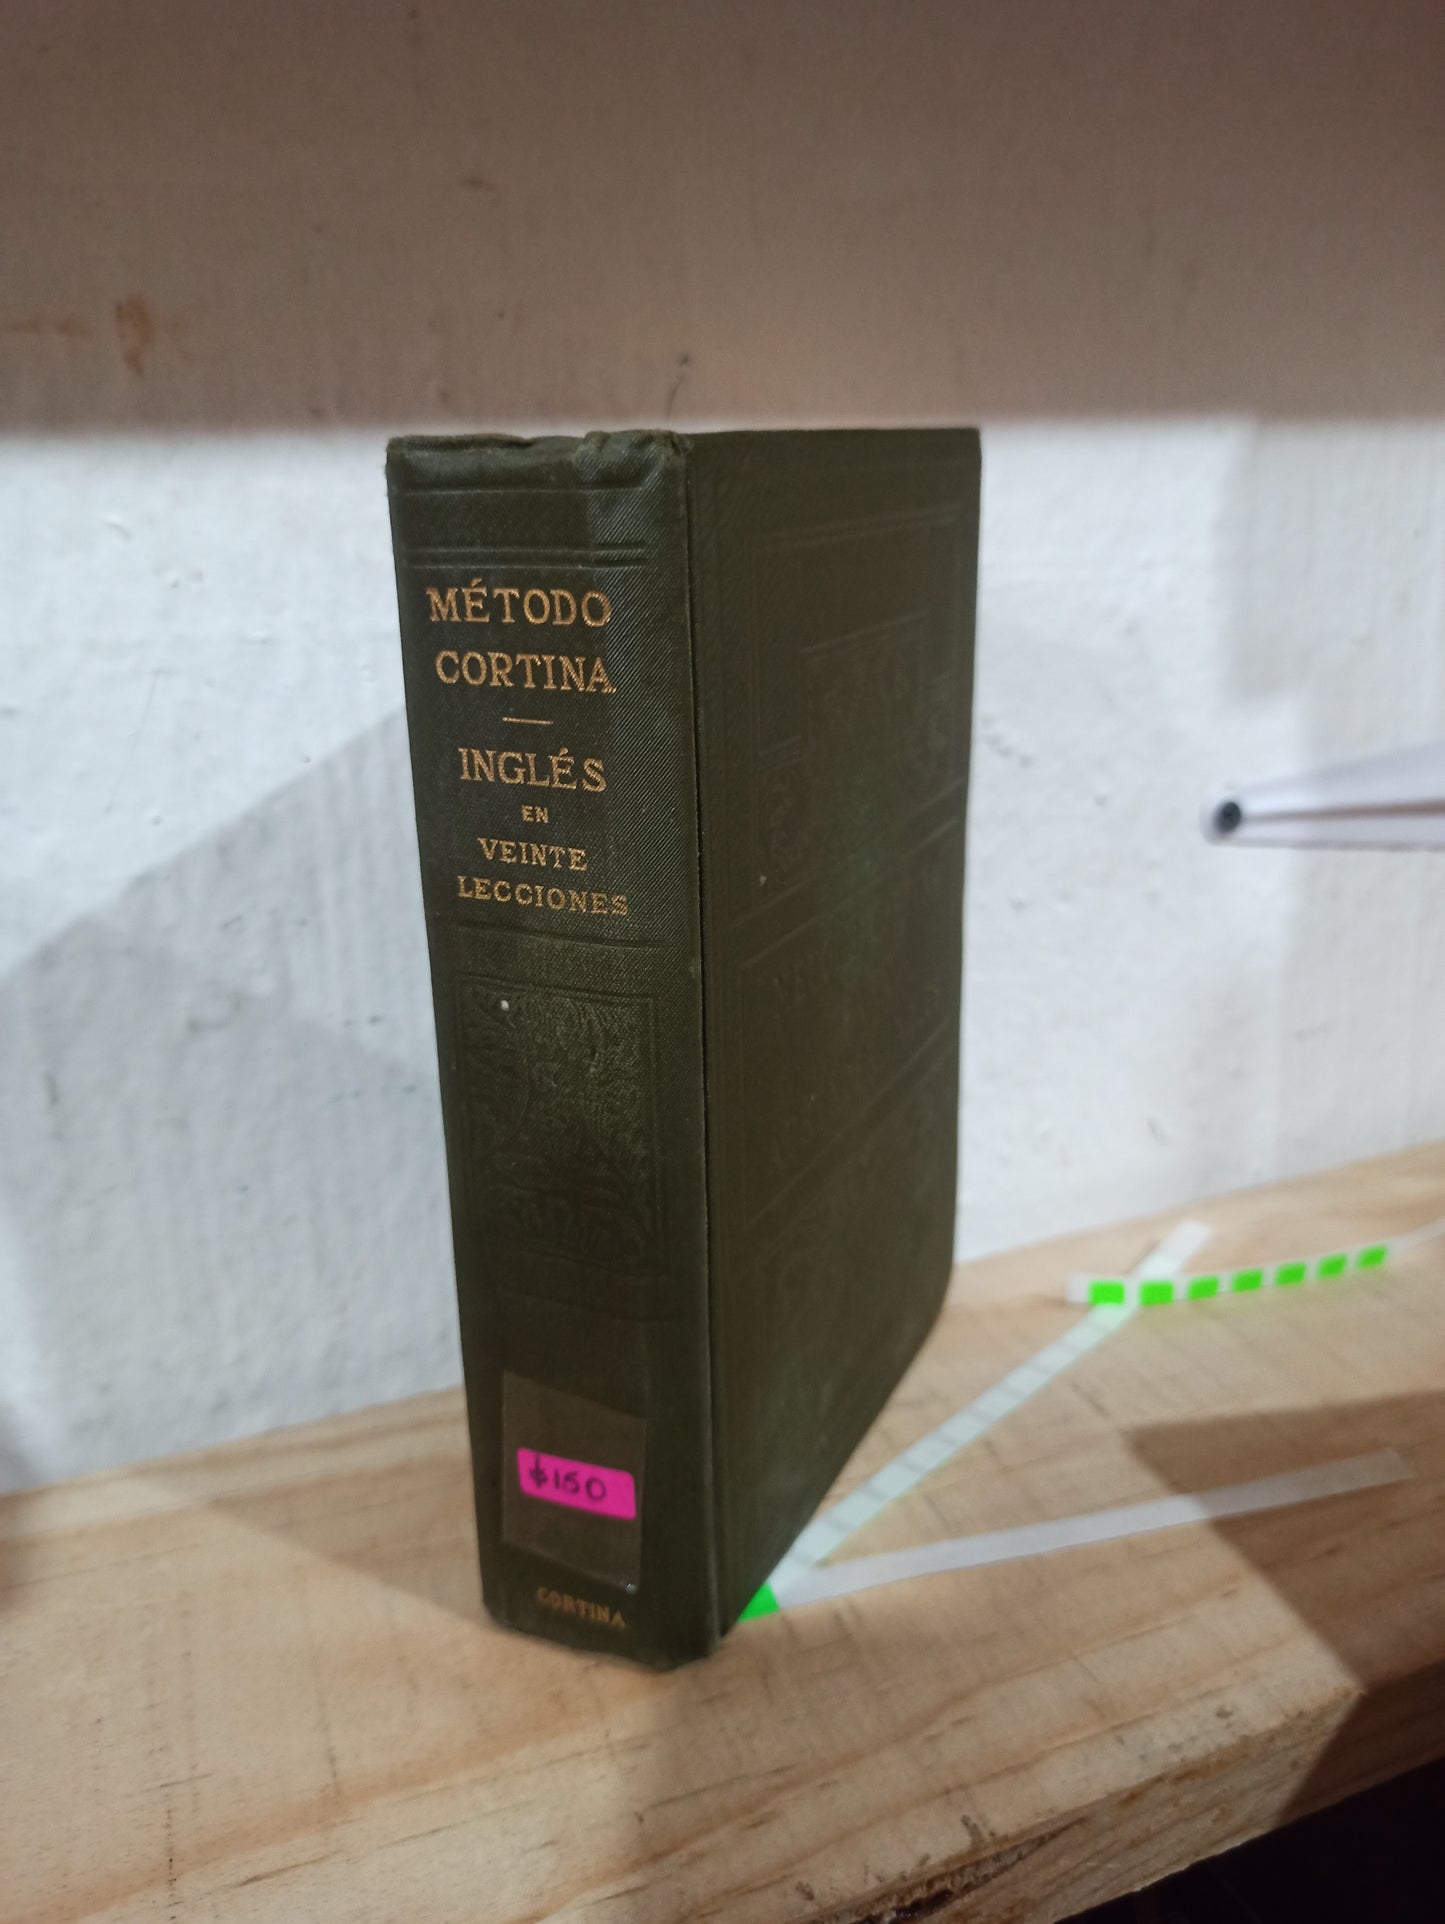 MÉTODO
CORTINA
INGLÉS
EN
VEINTE
LECCIONES
$150
CORTINA